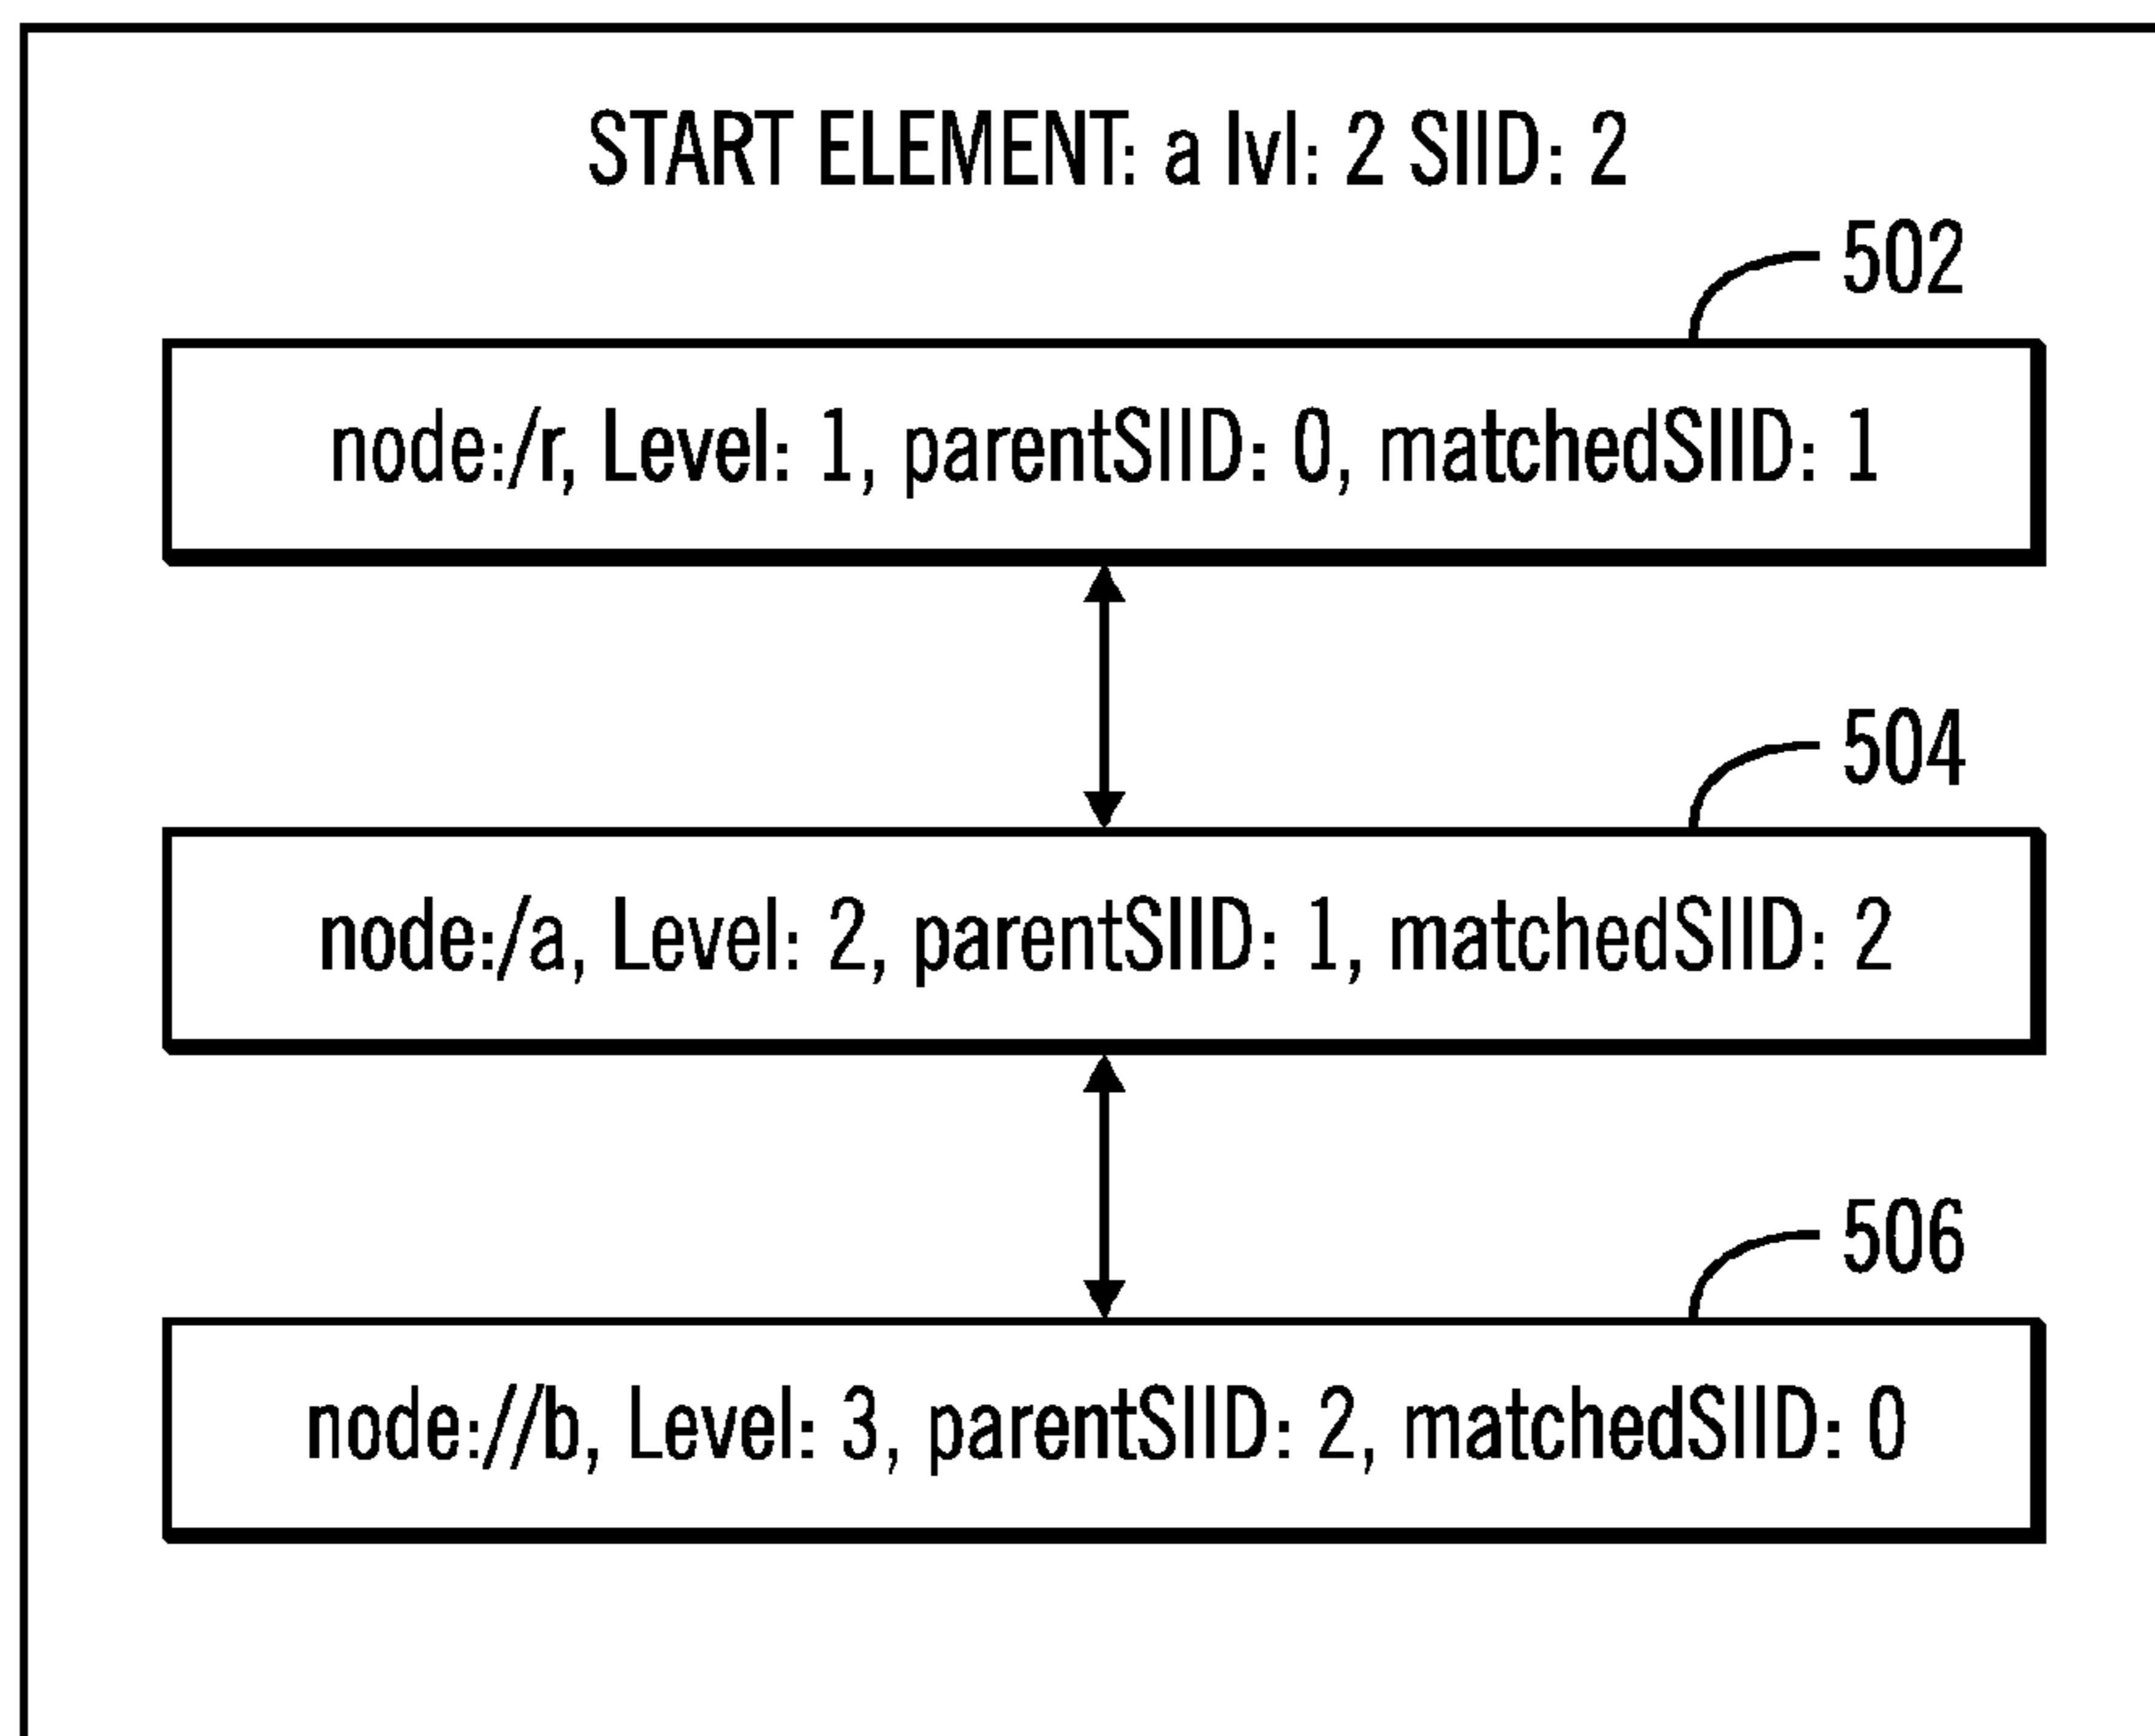 START ELEMENT: a lvl: 2 SIID: 2
502
node:/r, Level: 1, parentSIID: 0, matchedSIID: 1
504
node:/a, Level: 2, parentSIID: 1, matchedSIID: 2
506
node://b, Level: 3, parentSIID: 2, matchedSIID: 0